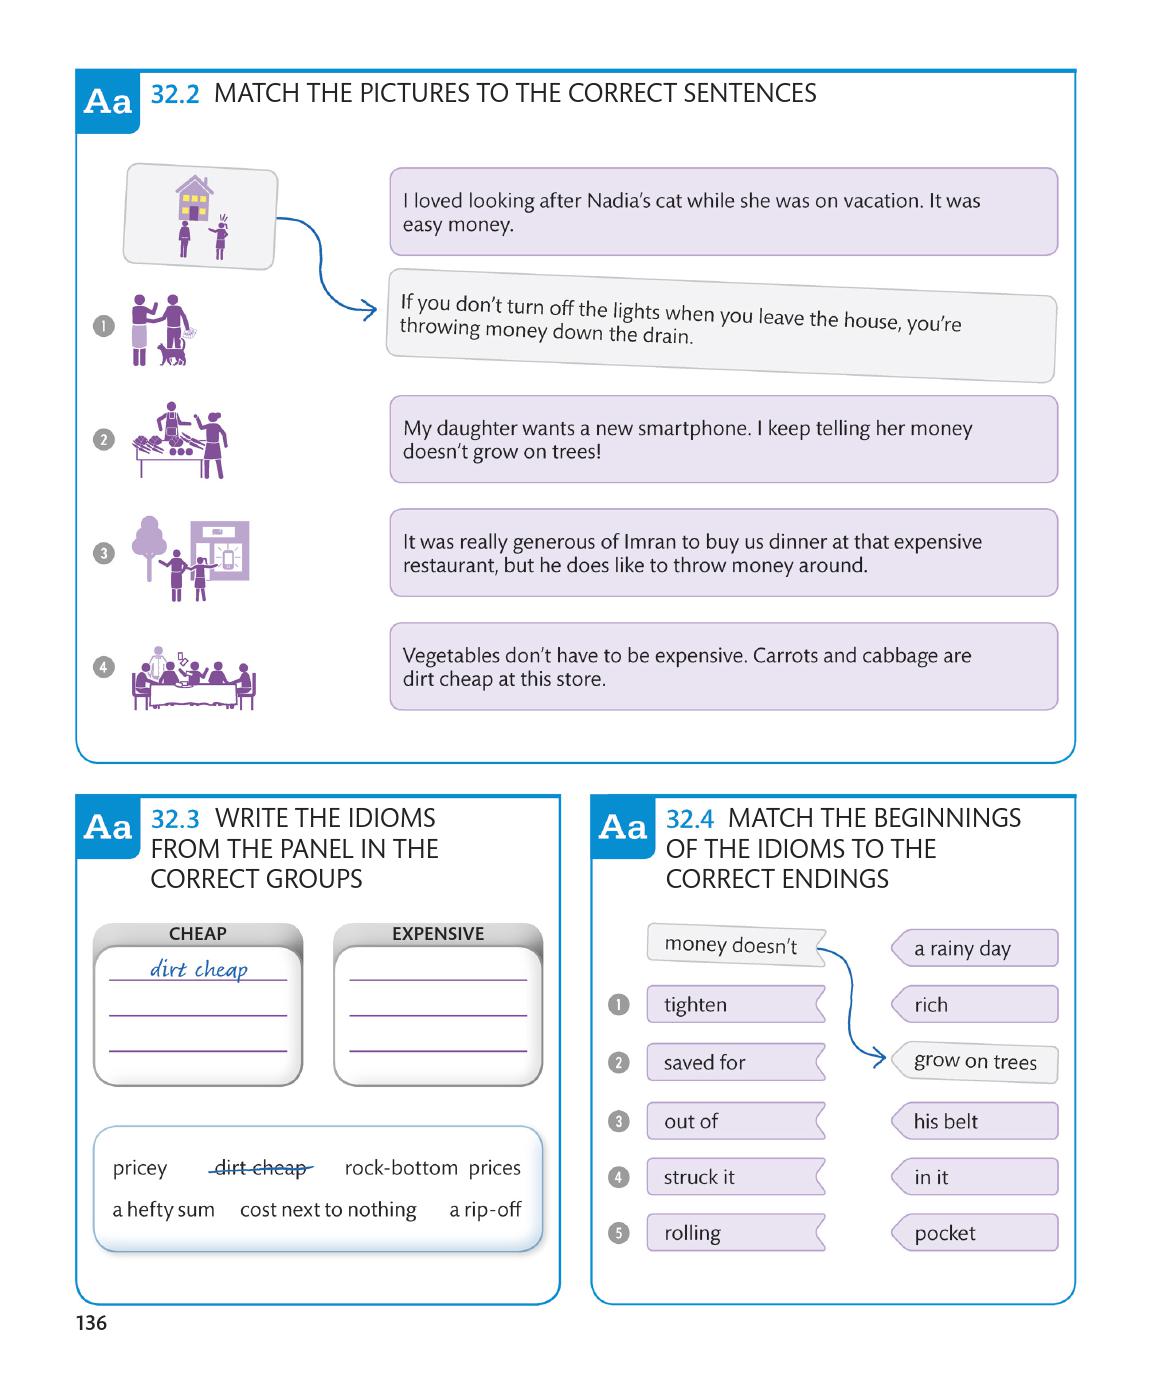 Aa 32.2 MATCH THE PICTURES TO THE CORRECT SENTENCES
I loved looking after Nadia's cat while she was on vacation. It was
easy money.
If you don't turn off the lights when you leave the house, you're
throwing money down the drain.
1
My daughter wants a new smartphone. I keep telling her money
doesn't grow on trees!
2
It was really generous of Imran to buy us dinner at that expensive
restaurant, but he does like to throw money around.
3
Vegetables don't have to be expensive. Carrots and cabbage are
dirt cheap at this store.
4
Aa 32.3 WRITE THE IDIOMS
FROM THE PANEL IN THE
CORRECT GROUPS
CHEAP
dirt cheap
EXPENSIVE
pricey dirt cheap rock-bottom prices
a hefty sum cost next to nothing a rip-off
Aa 32.4 MATCH THE BEGINNINGS
OF THE IDIOMS TO THE
CORRECT ENDINGS
money doesn't a rainy day
1 tighten rich
2 saved for grow on trees
3 out of his belt
4 struck it in it
5 rolling pocket
136